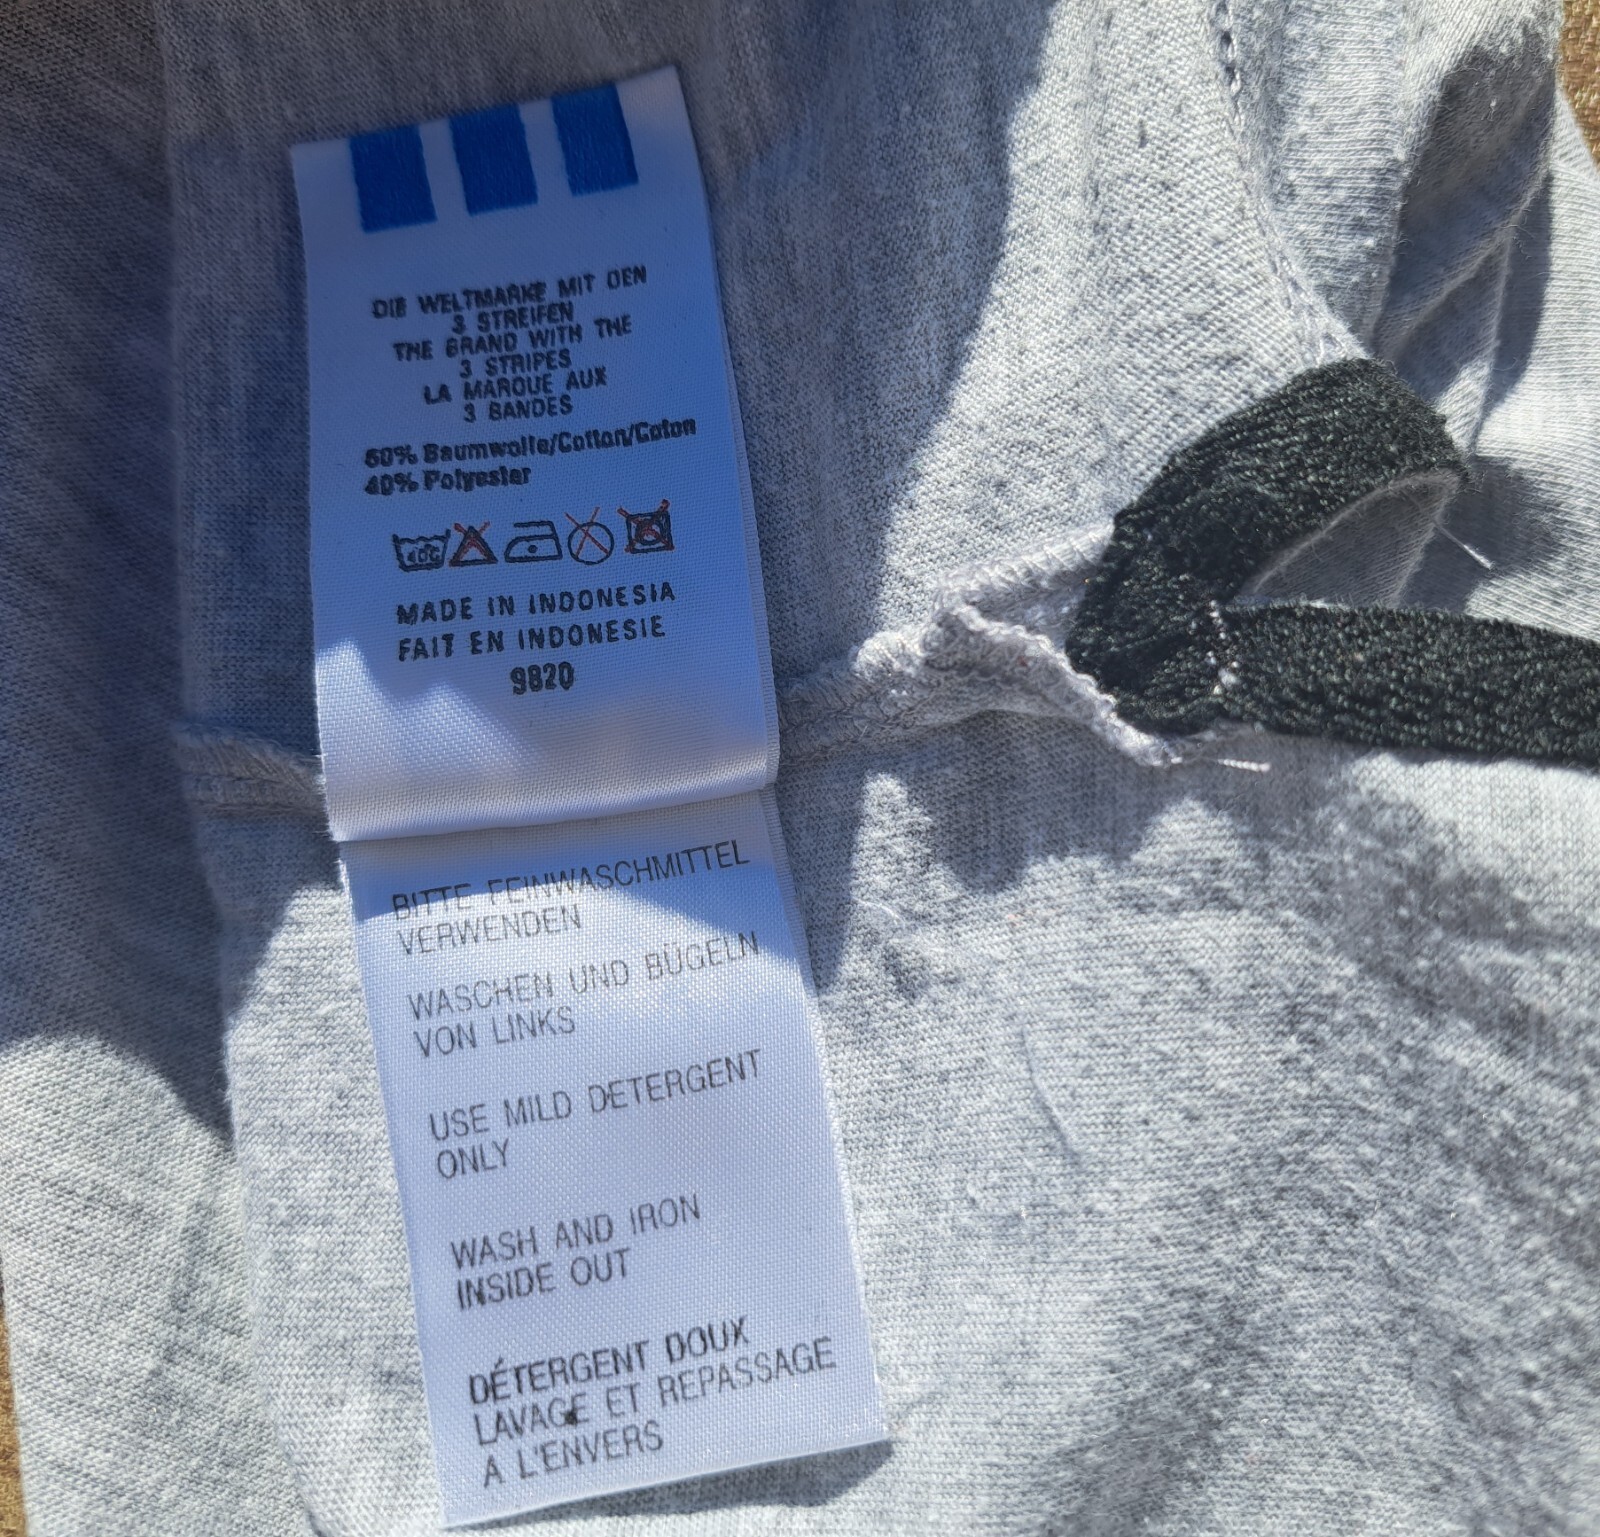 DIE WELTMARKE MIT DEN
3 STREIFEN
THE BRAND WITH THE
3 STRIPES
LA MARQUE AUX
3 BANDES
60% Baumwolle/Cotton/Coton
40% Polyester
40C
MADE IN INDONESIA
FAIT EN INDONESIE
9820
BITTE FEINWASCHMITTEL
VERWENDEN
WASCHEN UND BÜGELN
VON LINKS
USE MILD DETERGENT
ONLY
WASH AND IRON
INSIDE OUT
DÉTERGENT DOUX
LAVAGE ET REPASSAGE
A L'ENVERS